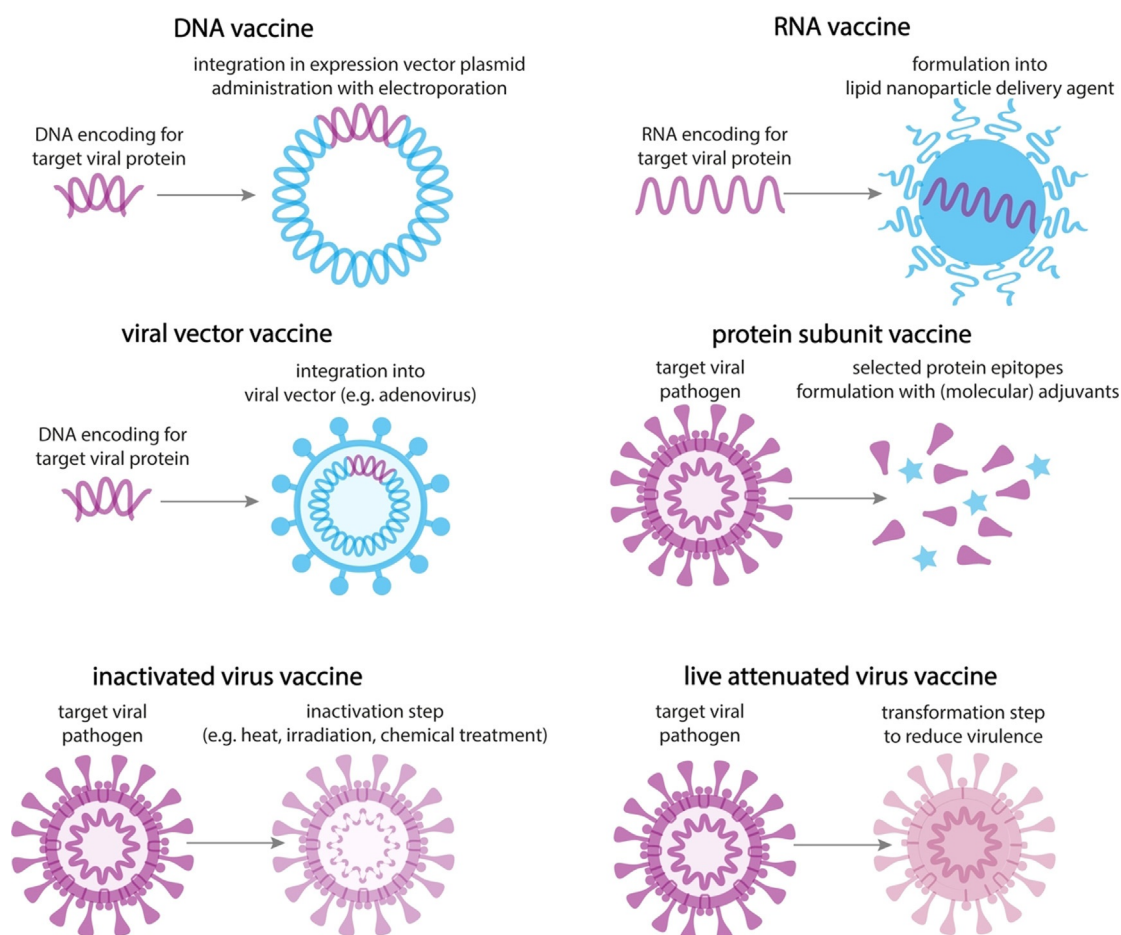 DNA vaccine
integration in expression vector plasmid
administration with electroporation
DNA encoding for
target viral protein
RNA vaccine
formulation into
lipid nanoparticle delivery agent
RNA encoding for
target viral protein
viral vector vaccine
integration into
viral vector (e.g. adenovirus)
DNA encoding for
target viral protein
protein subunit vaccine
target viral
pathogen
selected protein epitopes
formulation with (molecular) adjuvants
inactivated virus vaccine
target viral
pathogen
inactivation step
(e.g. heat, irradiation, chemical treatment)
live attenuated virus vaccine
target viral
pathogen
transformation step
to reduce virulence